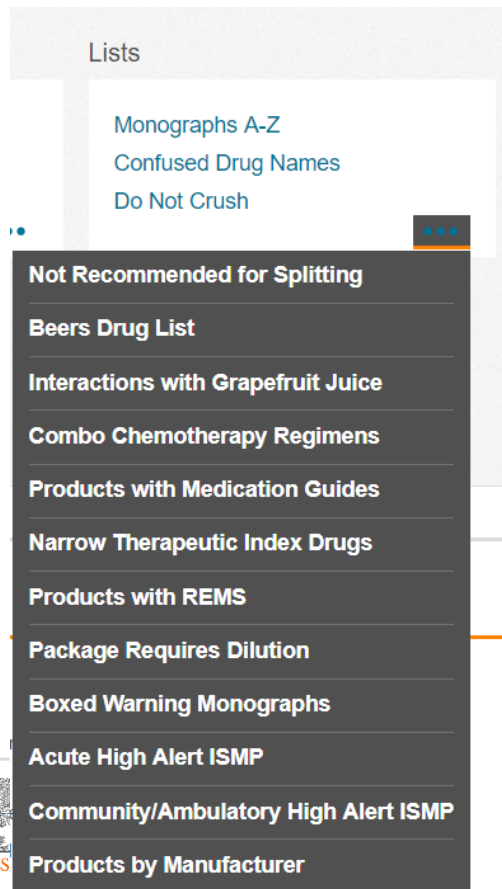 Lists
Monographs A-Z
Confused Drug Names
Do Not Crush
Not Recommended for Splitting
Beers Drug List
Interactions with Grapefruit Juice
Combo Chemotherapy Regimens
Products with Medication Guides
Narrow Therapeutic Index Drugs
Products with REMS
Package Requires Dilution
Boxed Warning Monographs
Acute High Alert ISMP
Community/Ambulatory High Alert ISMP
Products by Manufacturer